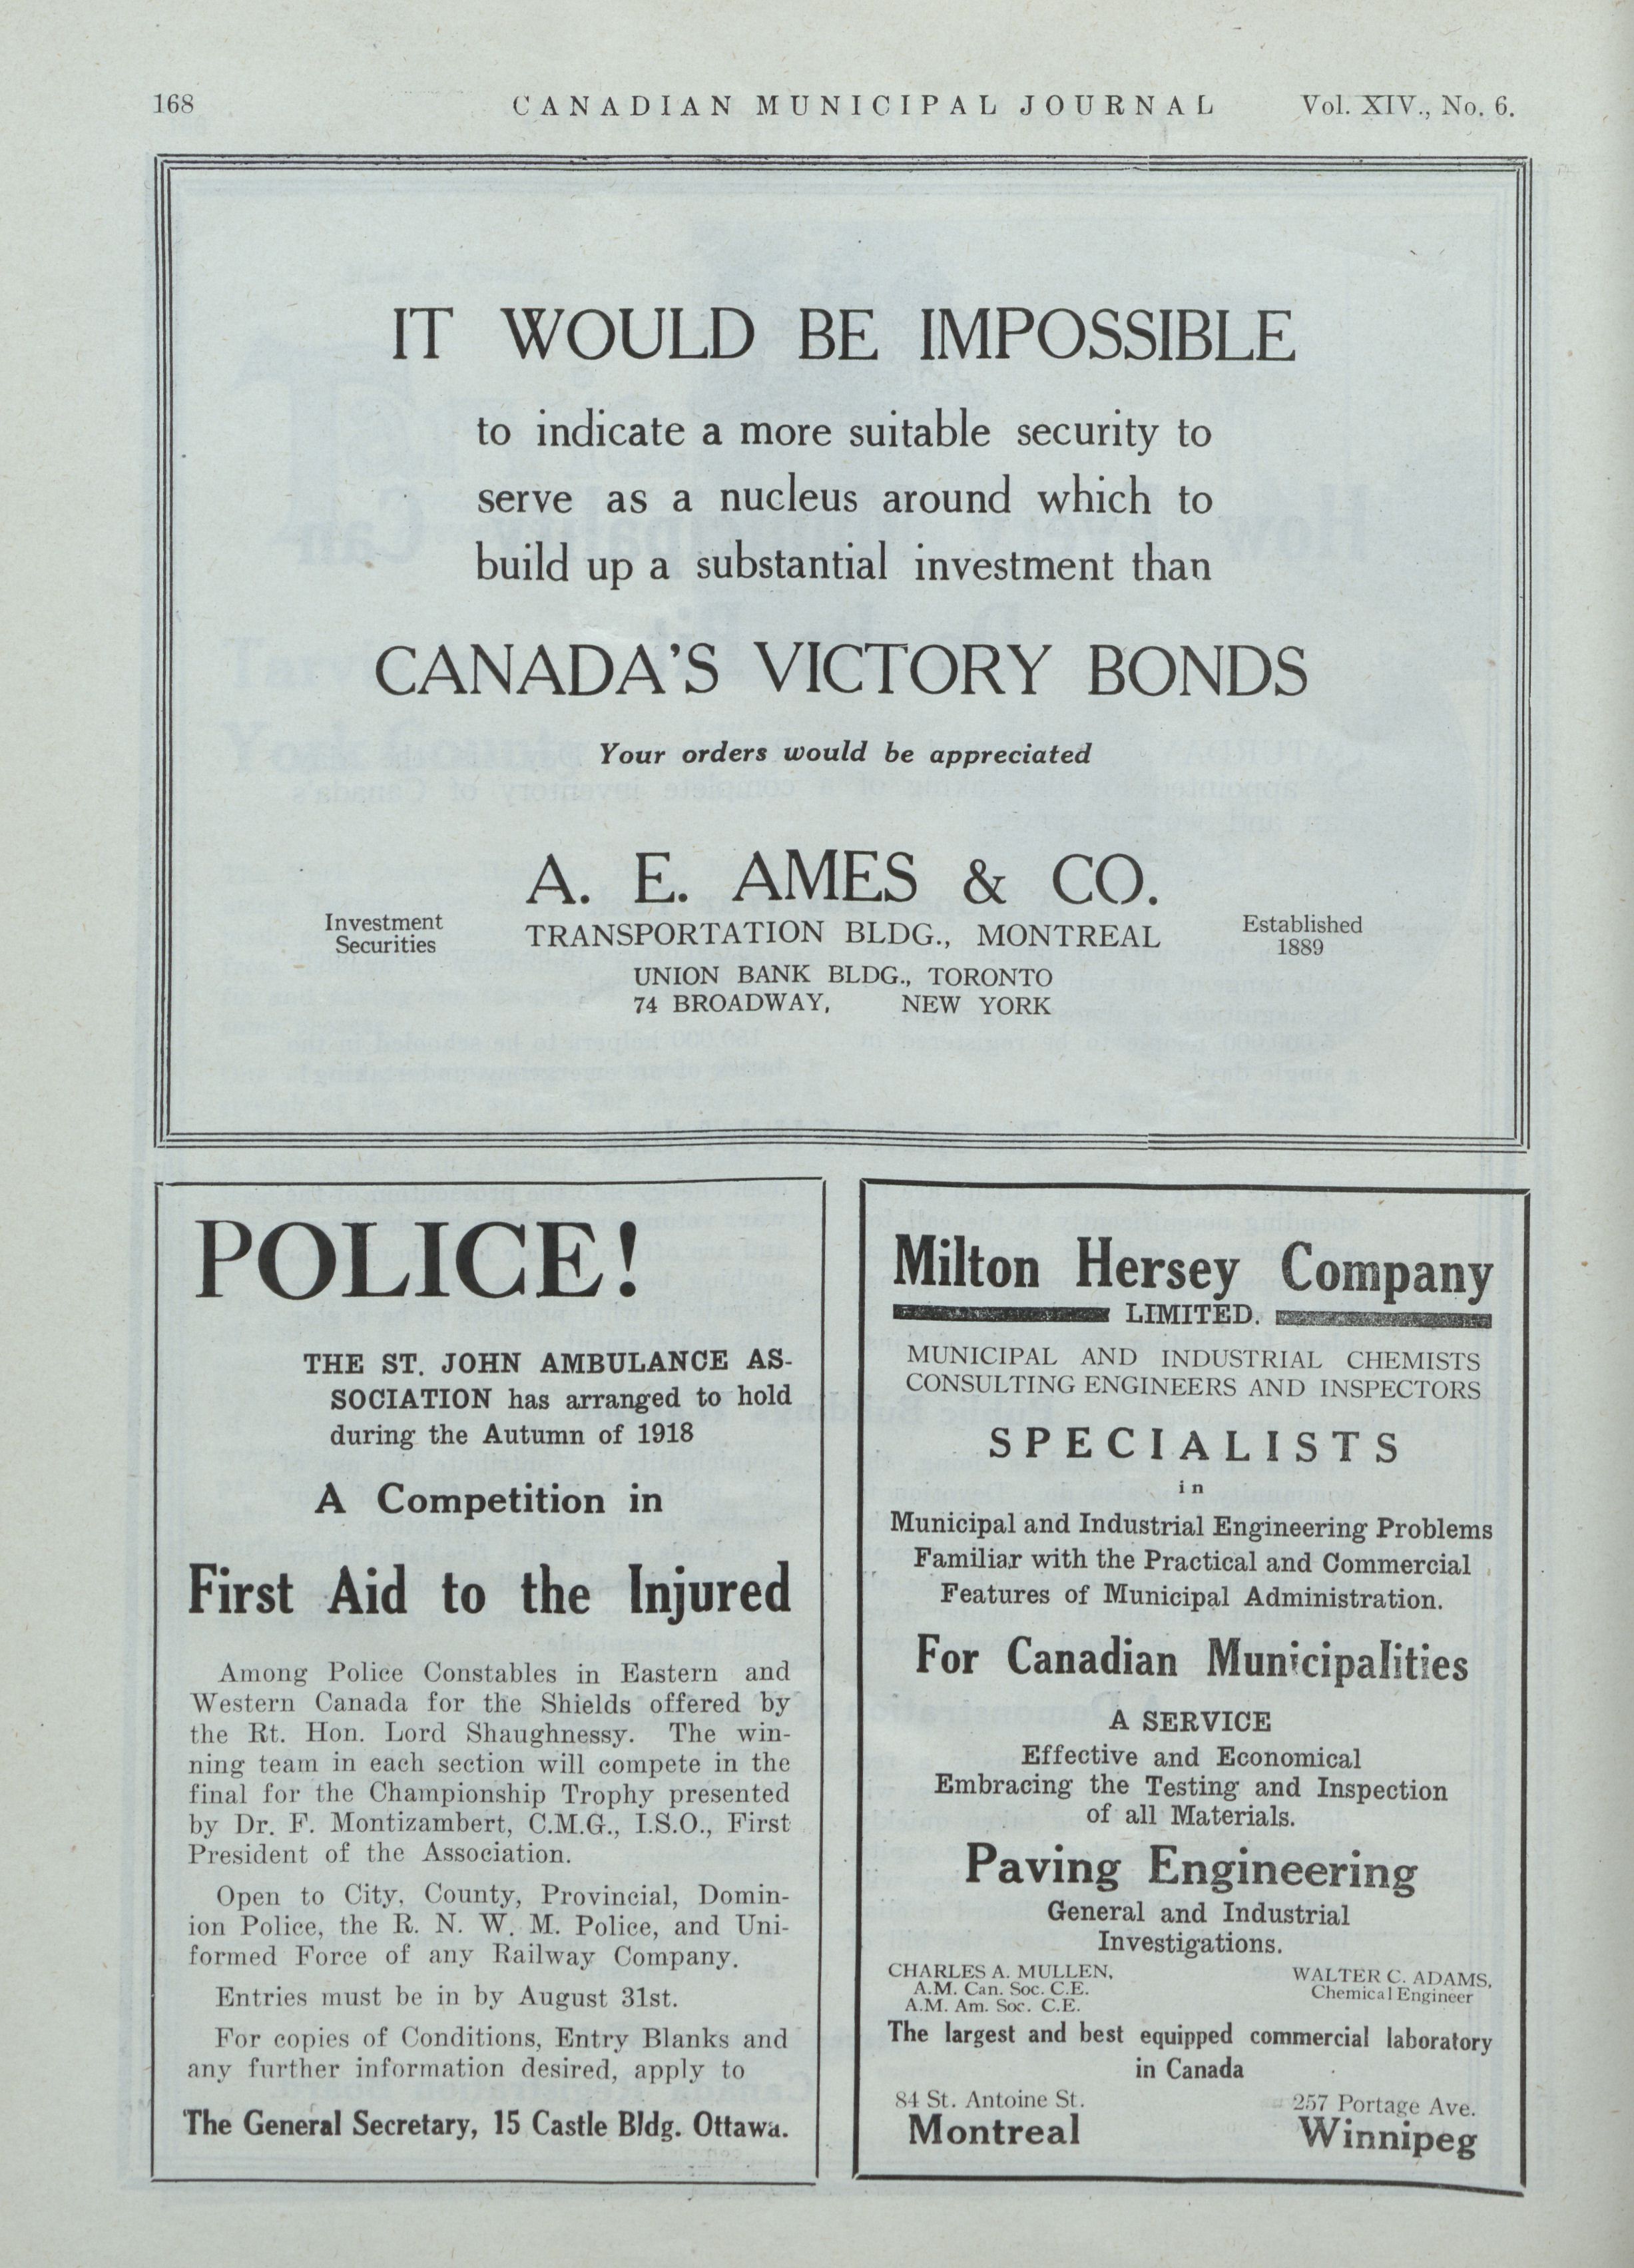 168
CANADIAN MUNICIPAL JOURNAL
Vol. XIV., No. 6.
IT WOULD BE IMPOSSIBLE
to indicate a more suitable security to
serve as a nucleus around which to
build up a substantial investment than
CANADA'S VICTORY BONDS
Your orders would be appreciated
A. E. AMES & CO.
Investment
Securities
TRANSPORTATION BLDG., MONTREAL
Established
1889
UNION BANK BLDG., TORONTO
74 BROADWAY, NEW YORK
POLICE!
THE ST. JOHN AMBULANCE AS-
SOCIATION has arranged to hold
during the Autumn of 1918
A Competition in
First Aid to the Injured
Among Police Constables in Eastern and
Western Canada for the Shields offered by
the Rt. Hon. Lord Shaughnessy. The win-
ning team in each section will compete in the
final for the Championship Trophy presented
by Dr. F. Montizambert, C.M.G., I.S.O., First
President of the Association.
Open to City, County, Provincial, Domin-
ion Police, the R. N. W. M. Police, and Uni-
formed Force of any Railway Company.
Entries must be in by August 31st.
For copies of Conditions, Entry Blanks and
any further information desired, apply to
The General Secretary, 15 Castle Bldg. Ottawa.
Milton Hersey Company
LIMITED.
MUNICIPAL AND INDUSTRIAL CHEMISTS
CONSULTING ENGINEERS AND INSPECTORS
SPECIALISTS
in
Municipal and Industrial Engineering Problems
Familiar with the Practical and Commercial
Features of Municipal Administration.
For Canadian Municipalities
A SERVICE
Effective and Economical
Embracing the Testing and Inspection
of all Materials.
Paving Engineering
General and Industrial
Investigations.
CHARLES A. MULLEN,
A.M. Can. Soc. C.E.
A.M. Am. Soc. C.E.
WALTER C. ADAMS,
Chemical Engineer
The largest and best equipped commercial laboratory
in Canada
84 St. Antoine St.
Montreal
257 Portage Ave.
Winnipeg